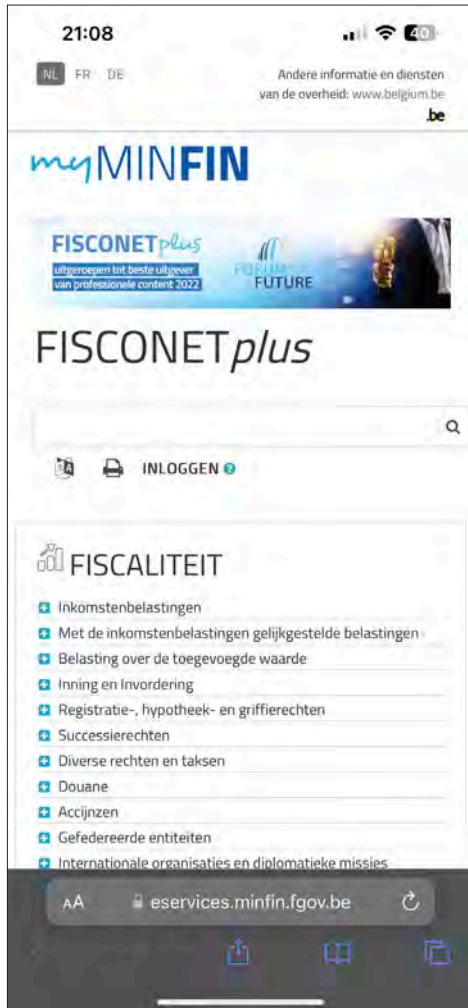 21:08
40
NL FR DE
Andere informatie en diensten
van de overheid: www.belgium.be
.be
myMINFIN
FISCONETplus
uitgeroepen tot beste uitgever
van professionele content 2022
FORUM
FUTURE
FISCONETplus
INLOGGEN ?
FISCALITEIT
Inkomstenbelastingen
Met de inkomstenbelastingen gelijkgestelde belastingen
Belasting over de toegevoegde waarde
Inning en Invordering
Registratie-, hypotheek- en griffierechten
Successierechten
Diverse rechten en taksen
Douane
Accijnzen
Gefedereerde entiteiten
Internationale organisaties en diplomatieke missies
AA eservices.minfin.fgov.be